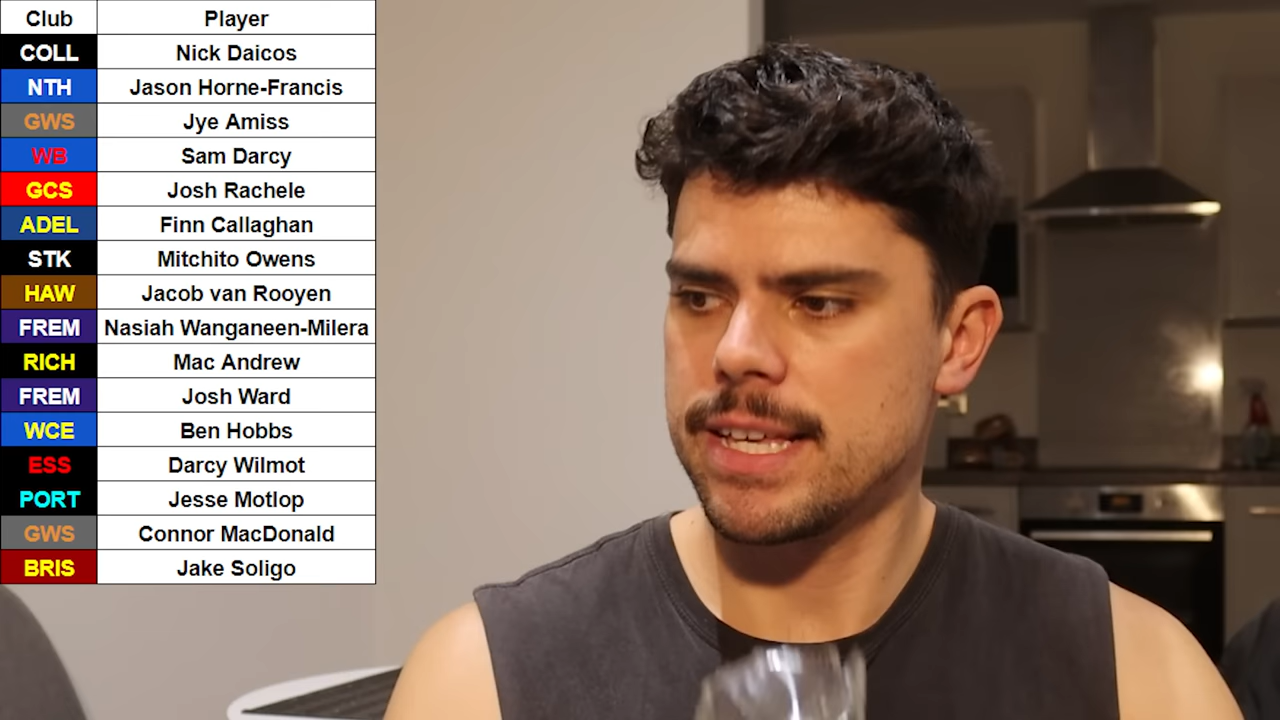 Club Player
COLL Nick Daicos
NTH Jason Horne-Francis
GWS Jye Amiss
WB Sam Darcy
GCS Josh Rachele
ADEL Finn Callaghan
STK Mitchito Owens
HAW Jacob van Rooyen
FREM Nasiah Wanganeen-Milera
RICH Mac Andrew
FREM Josh Ward
WCE Ben Hobbs
ESS Darcy Wilmot
PORT Jesse Motlop
GWS Connor MacDonald
BRIS Jake Soligo